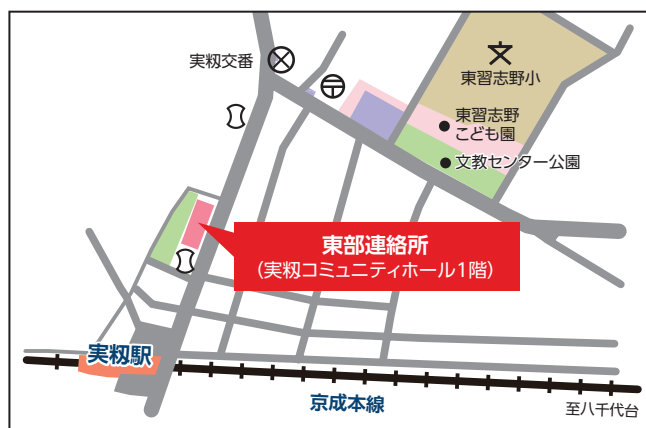 実籾交番
東習志野小
東習志野
こども園
文教センター公園
東部連絡所
(実籾コミュニティホール1階)
実籾駅
京成本線
至八千代台